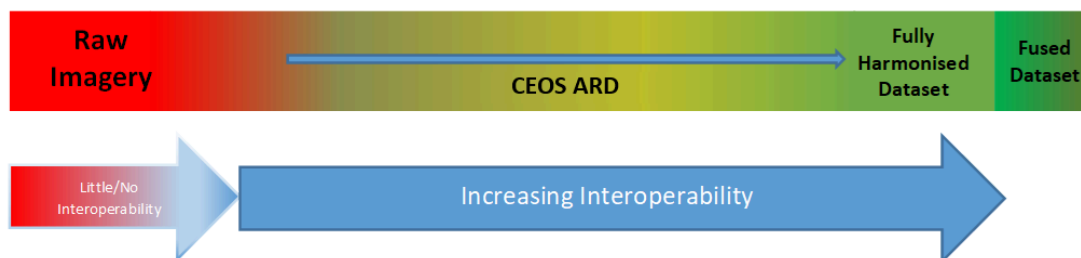 Raw
Imagery
CEOS ARD
Fully
Harmonised
Dataset
Fused
Dataset
Little/No
Interoperability
Increasing Interoperability